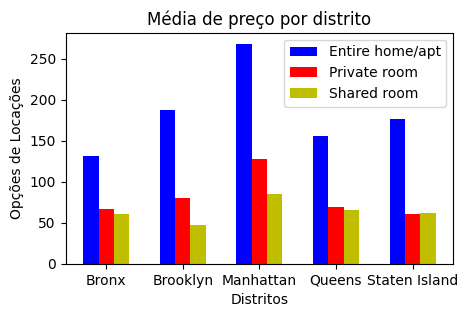 Média de preço por distrito
Entire home/apt
Private room
Shared room
Opções de Locações
250
200
150
100
50
0
Bronx Brooklyn Manhattan Queens Staten Island
Distritos